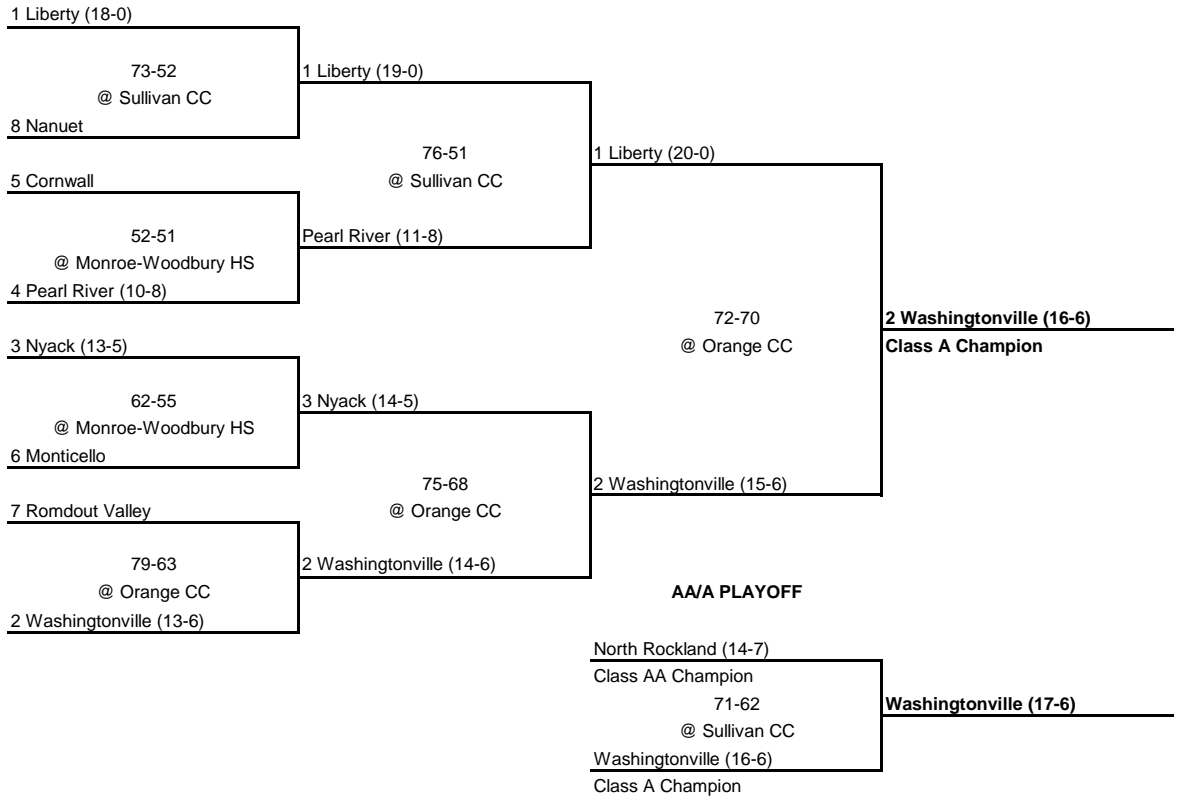 1 Liberty (18-0)
73-52
@ Sullivan CC
8 Nanuet
1 Liberty (19-0)
5 Cornwall
52-51
@ Monroe-Woodbury HS
4 Pearl River (10-8)
76-51
@ Sullivan CC
Pearl River (11-8)
1 Liberty (20-0)
3 Nyack (13-5)
62-55
@ Monroe-Woodbury HS
6 Monticello
3 Nyack (14-5)
7 Romdout Valley
79-63
@ Orange CC
2 Washingtonville (13-6)
75-68
@ Orange CC
2 Washingtonville (14-6)
2 Washingtonville (15-6)
72-70
@ Orange CC
2 Washingtonville (16-6)
Class A Champion
AA/A PLAYOFF
North Rockland (14-7)
Class AA Champion
71-62
@ Sullivan CC
Washingtonville (16-6)
Class A Champion
Washingtonville (17-6)